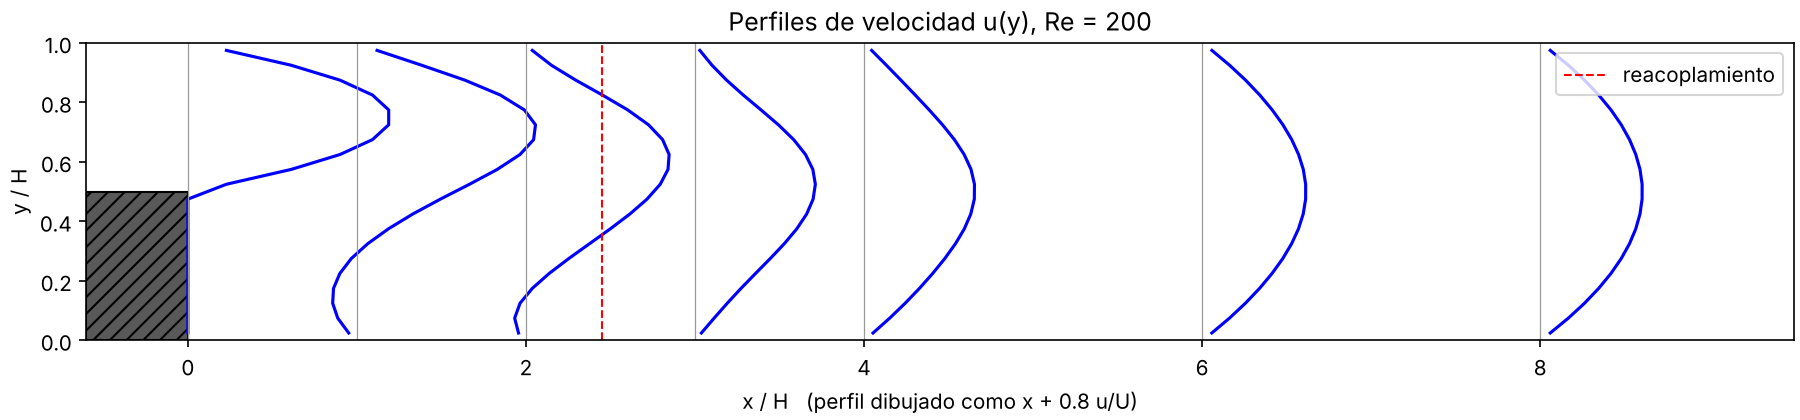 Perfiles de velocidad u(y), Re = 200
1.0
0.8
0.6
0.4
0.2
0.0
y / H
reacoplamiento
0 2 4 6 8
x / H (perfil dibujado como x + 0.8 u/U)